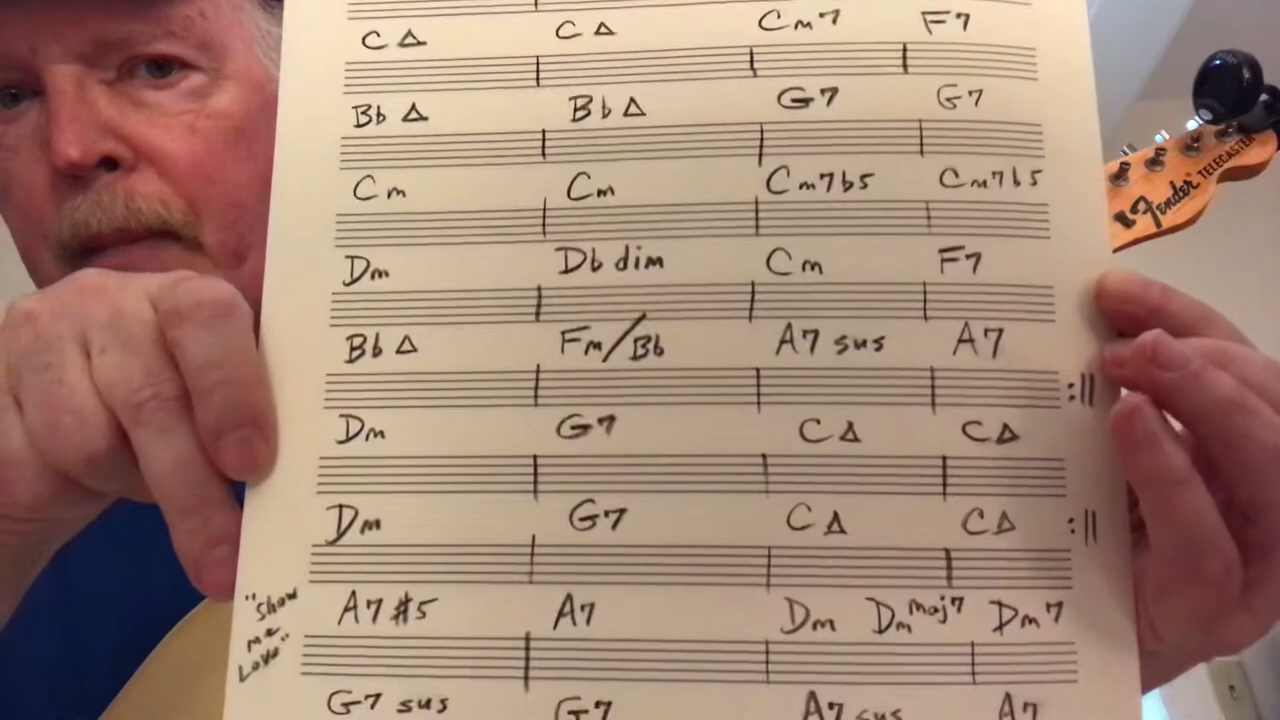 C Δ C Δ Cm7 F7
Bb Δ Bb Δ G7 G7
Cm Cm Cm7b5 Cm7b5
Dm Db dim Cm F7
Bb Δ Fm/Bb A7 sus A7
Dm G7 C Δ C Δ
Dm G7 C Δ C Δ
"Show
me
Love"
A7 #5 A7 Dm Dm maj7 Dm7
G7 sus G7 A7 sus A7
Fender TELECASTER